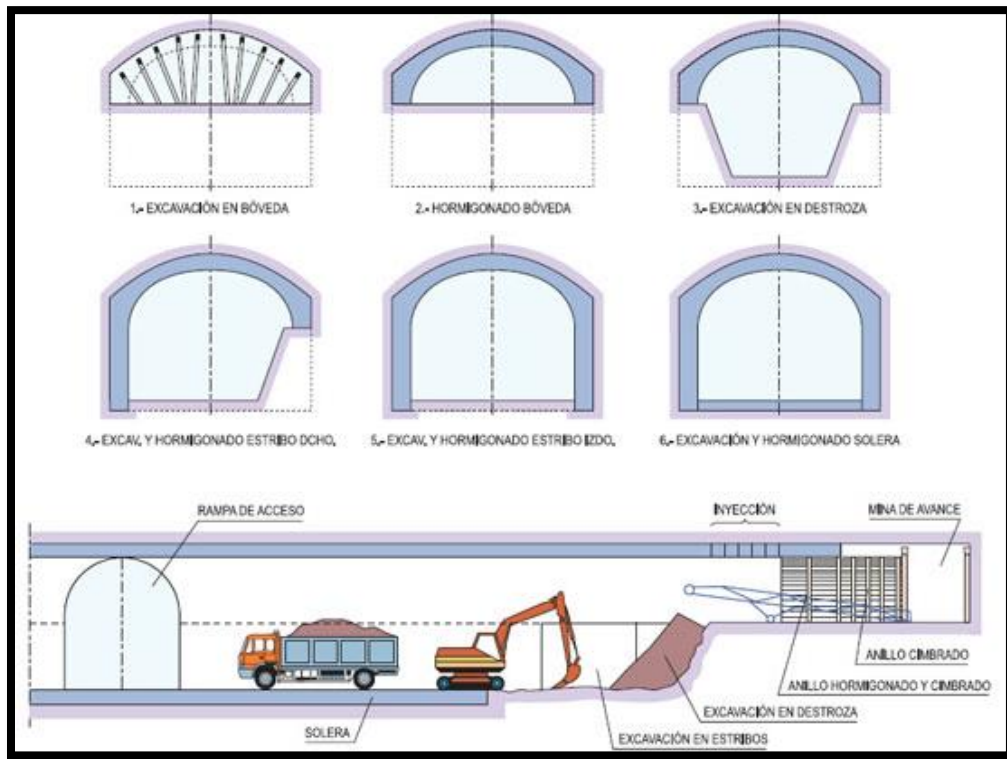 1.- EXCAVACIÓN EN BÓVEDA
2.- HORMIGONADO BÓVEDA
3.- EXCAVACIÓN EN DESTROZA
4.- EXCAV. Y HORMIGONADO ESTRIBO DCHO.
5.- EXCAV. Y HORMIGONADO ESTRIBO IZDO.
6.- EXCAVACIÓN Y HORMIGONADO SOLERA
RAMPA DE ACCESO
INYECCIÓN
MINA DE AVANCE
ANILLO CIMBRADO
ANILLO HORMIGONADO Y CIMBRADO
EXCAVACIÓN EN DESTROZA
SOLERA
EXCAVACIÓN EN ESTRIBOS